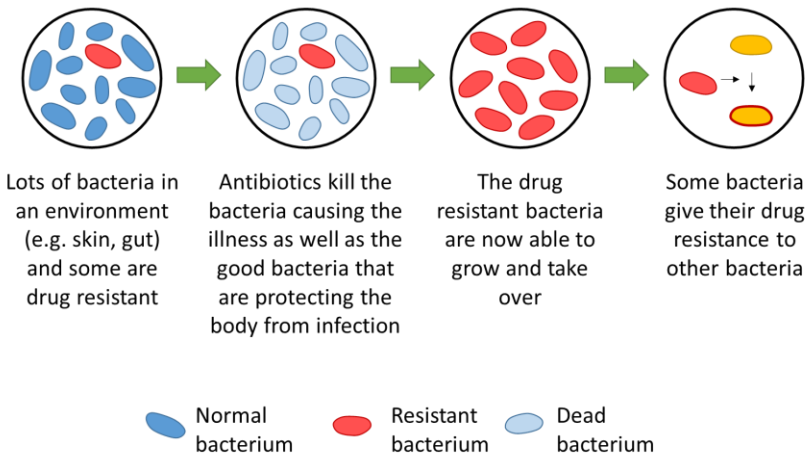 Lots of bacteria in
an environment
(e.g. skin, gut)
and some are
drug resistant
Antibiotics kill the
bacteria causing the
illness as well as the
good bacteria that
are protecting the
body from infection
The drug
resistant bacteria
are now able to
grow and take
over
Some bacteria
give their drug
resistance to
other bacteria
Normal
bacterium
Resistant
bacterium
Dead
bacterium